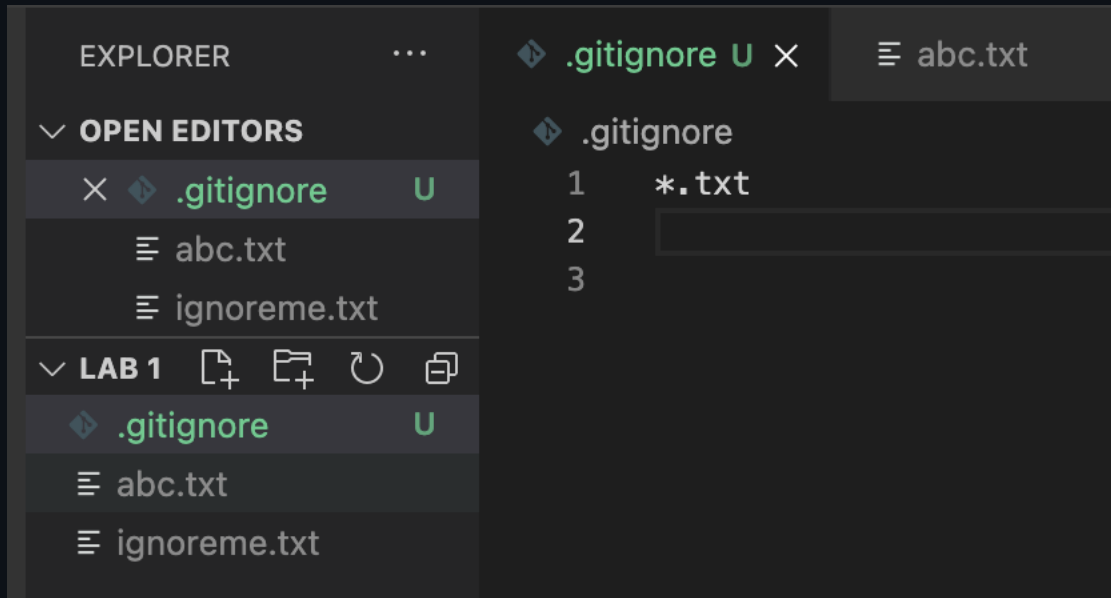 EXPLORER ...
OPEN EDITORS
.gitignore U
abc.txt
ignoreme.txt
LAB 1
.gitignore U
abc.txt
ignoreme.txt
.gitignore U abc.txt
.gitignore
1 *.txt
2
3